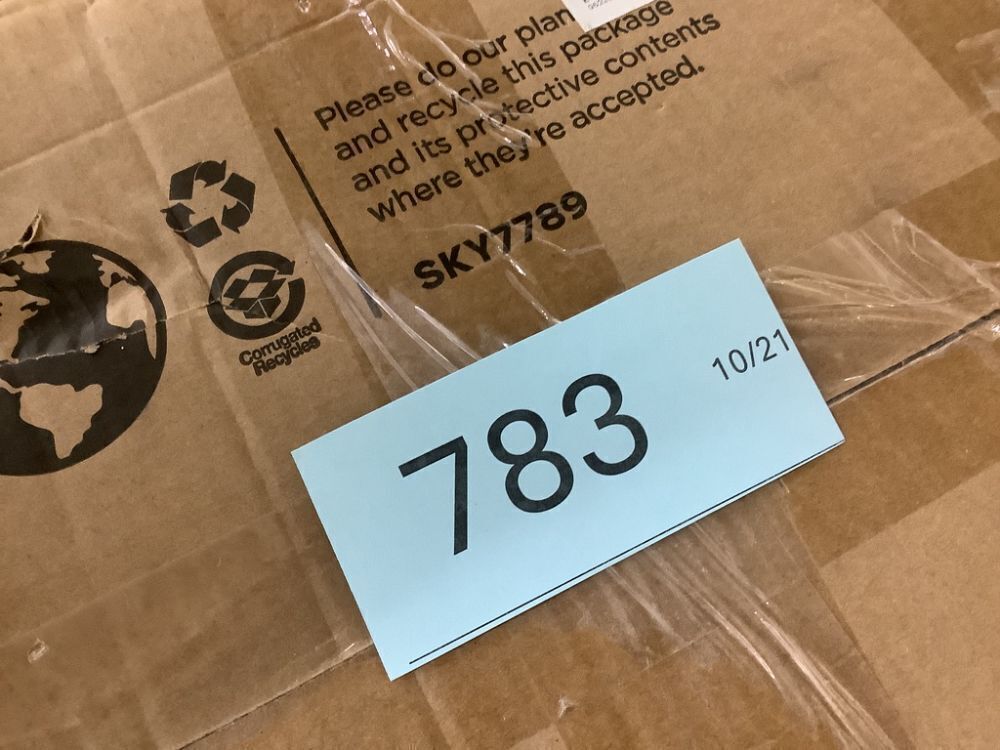 Please do our plan
and recycle this package
and its protective contents
where they're accepted.
SKY7789
Corrugated
Recycles
10/21
783